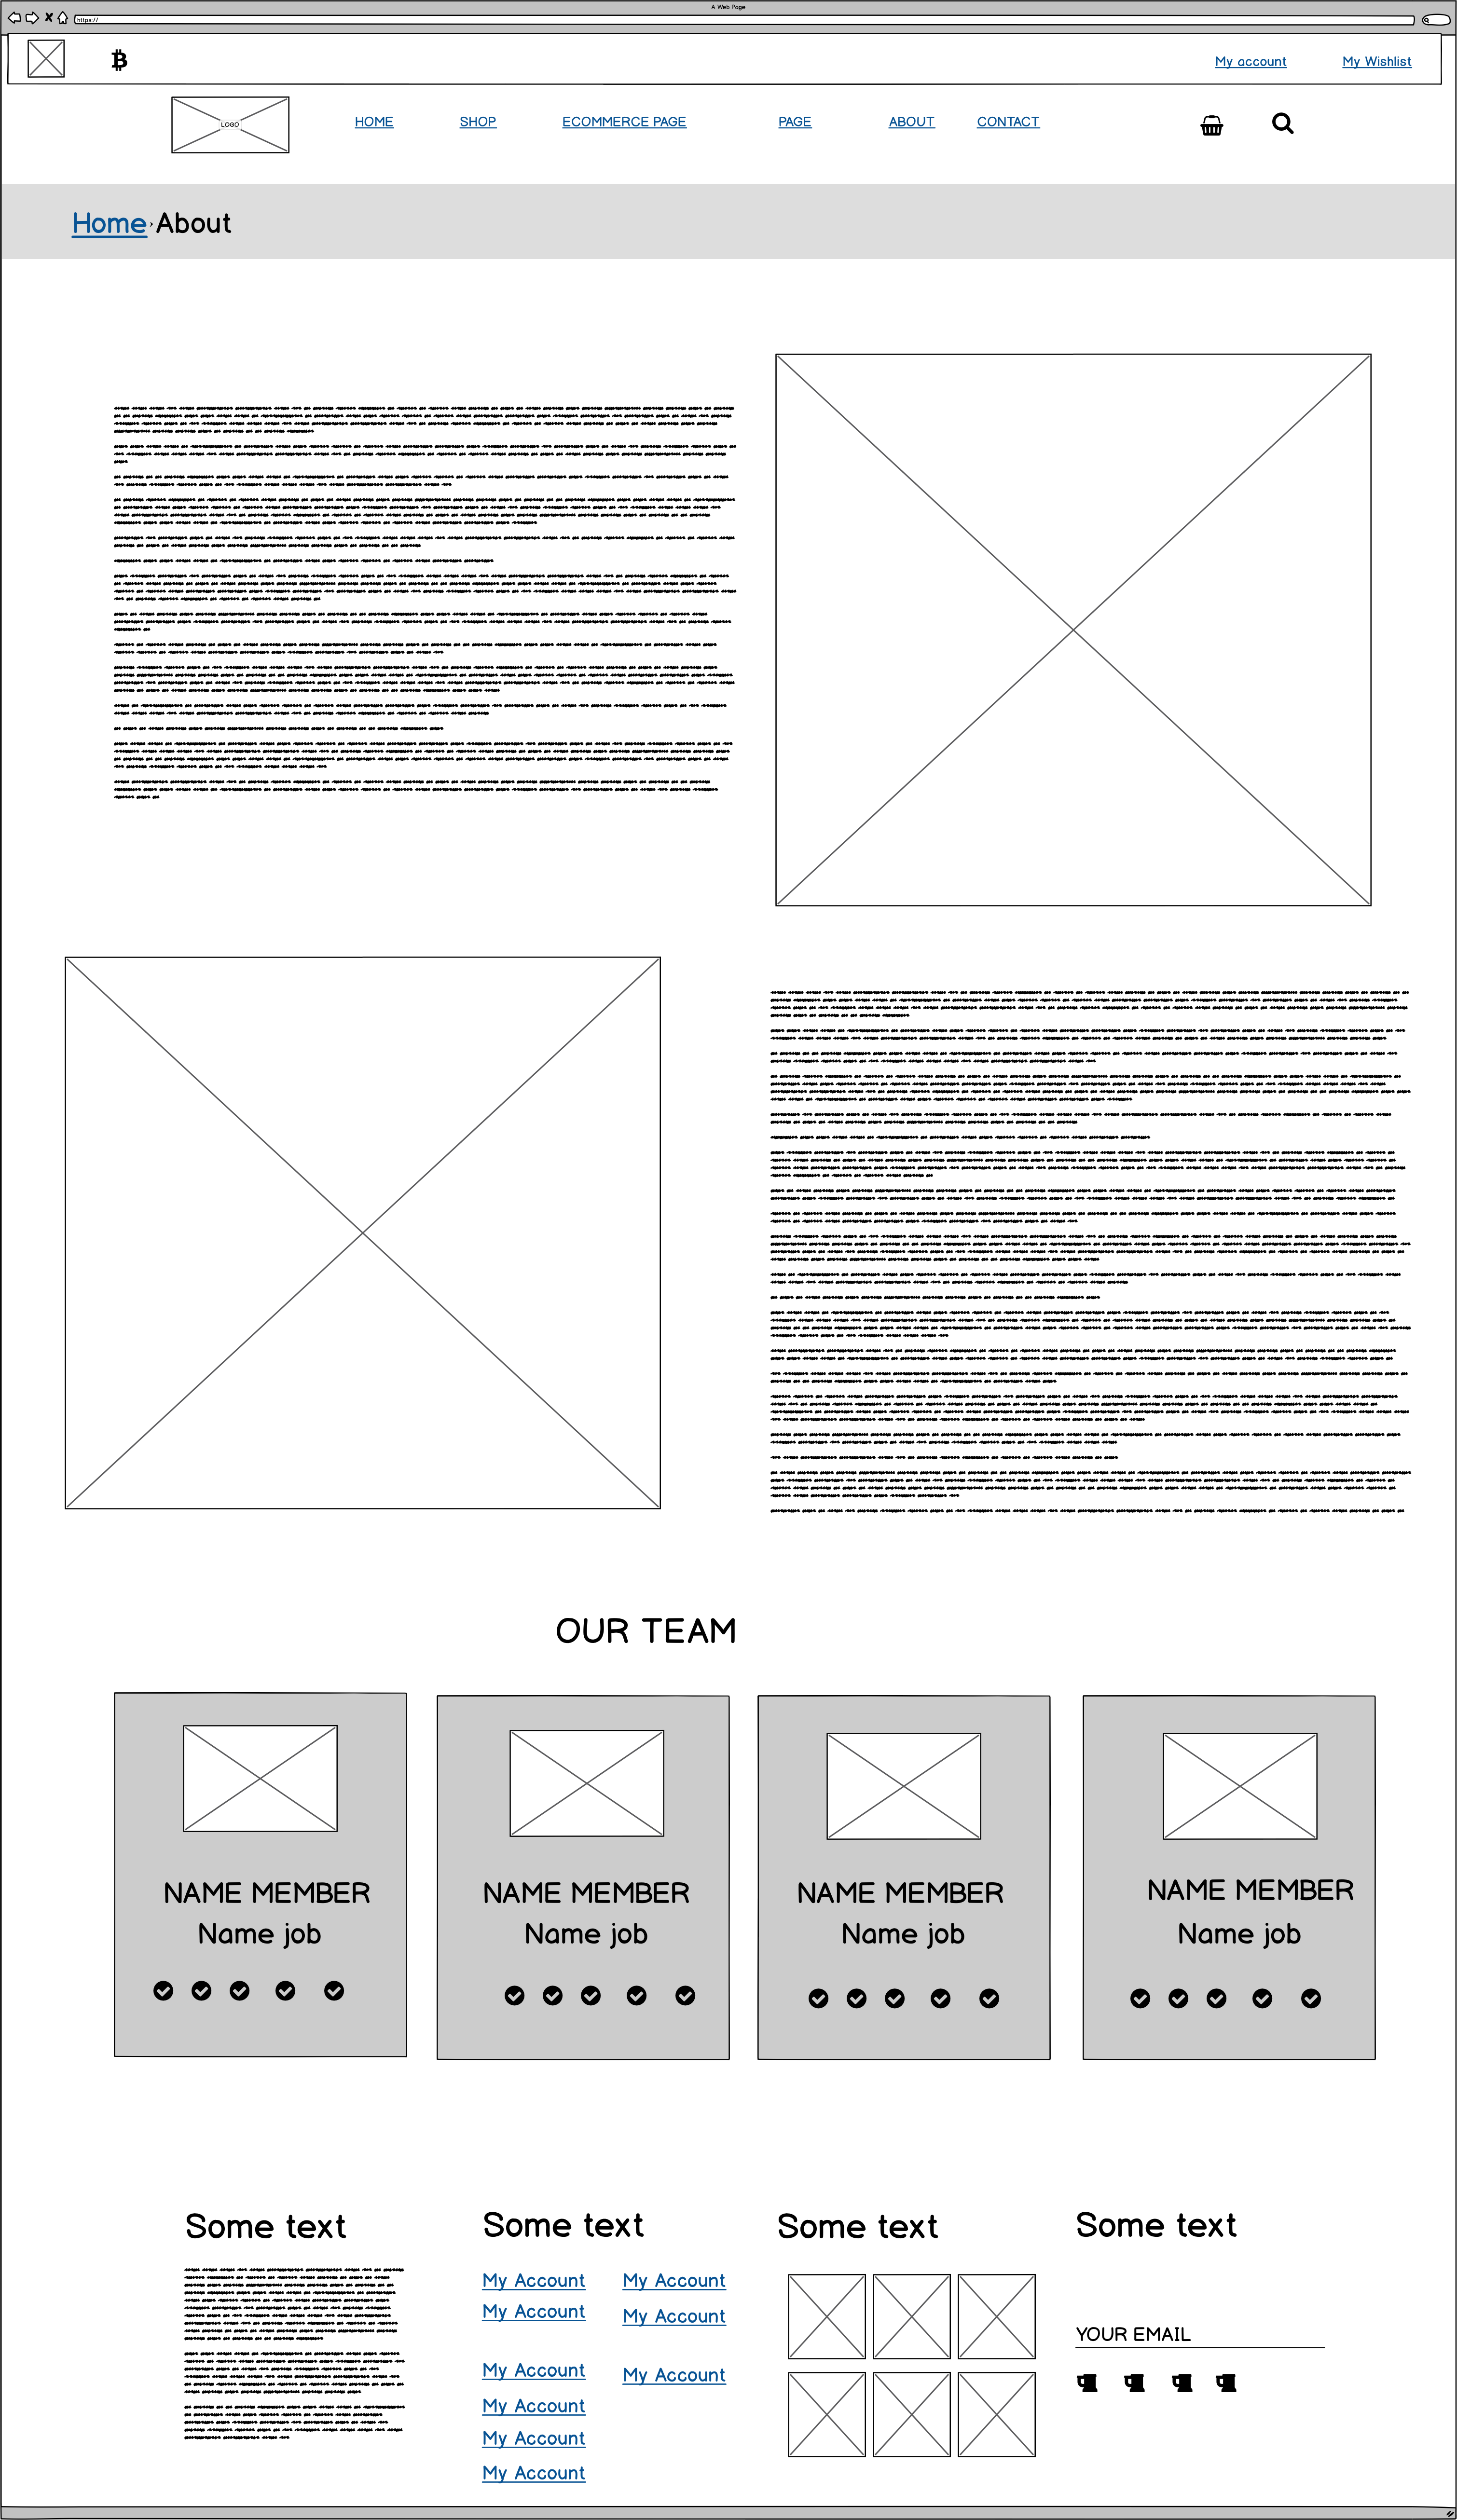 A Web Page
https://
My account My Wishlist
LOGO HOME SHOP ECOMMERCE PAGE PAGE ABOUT CONTACT
Home About
OUR TEAM
NAME MEMBER NAME MEMBER NAME MEMBER NAME MEMBER
Name job Name job Name job Name job
Some text Some text Some text Some text
My Account My Account
My Account My Account
YOUR EMAIL
My Account My Account
My Account
My Account
My Account